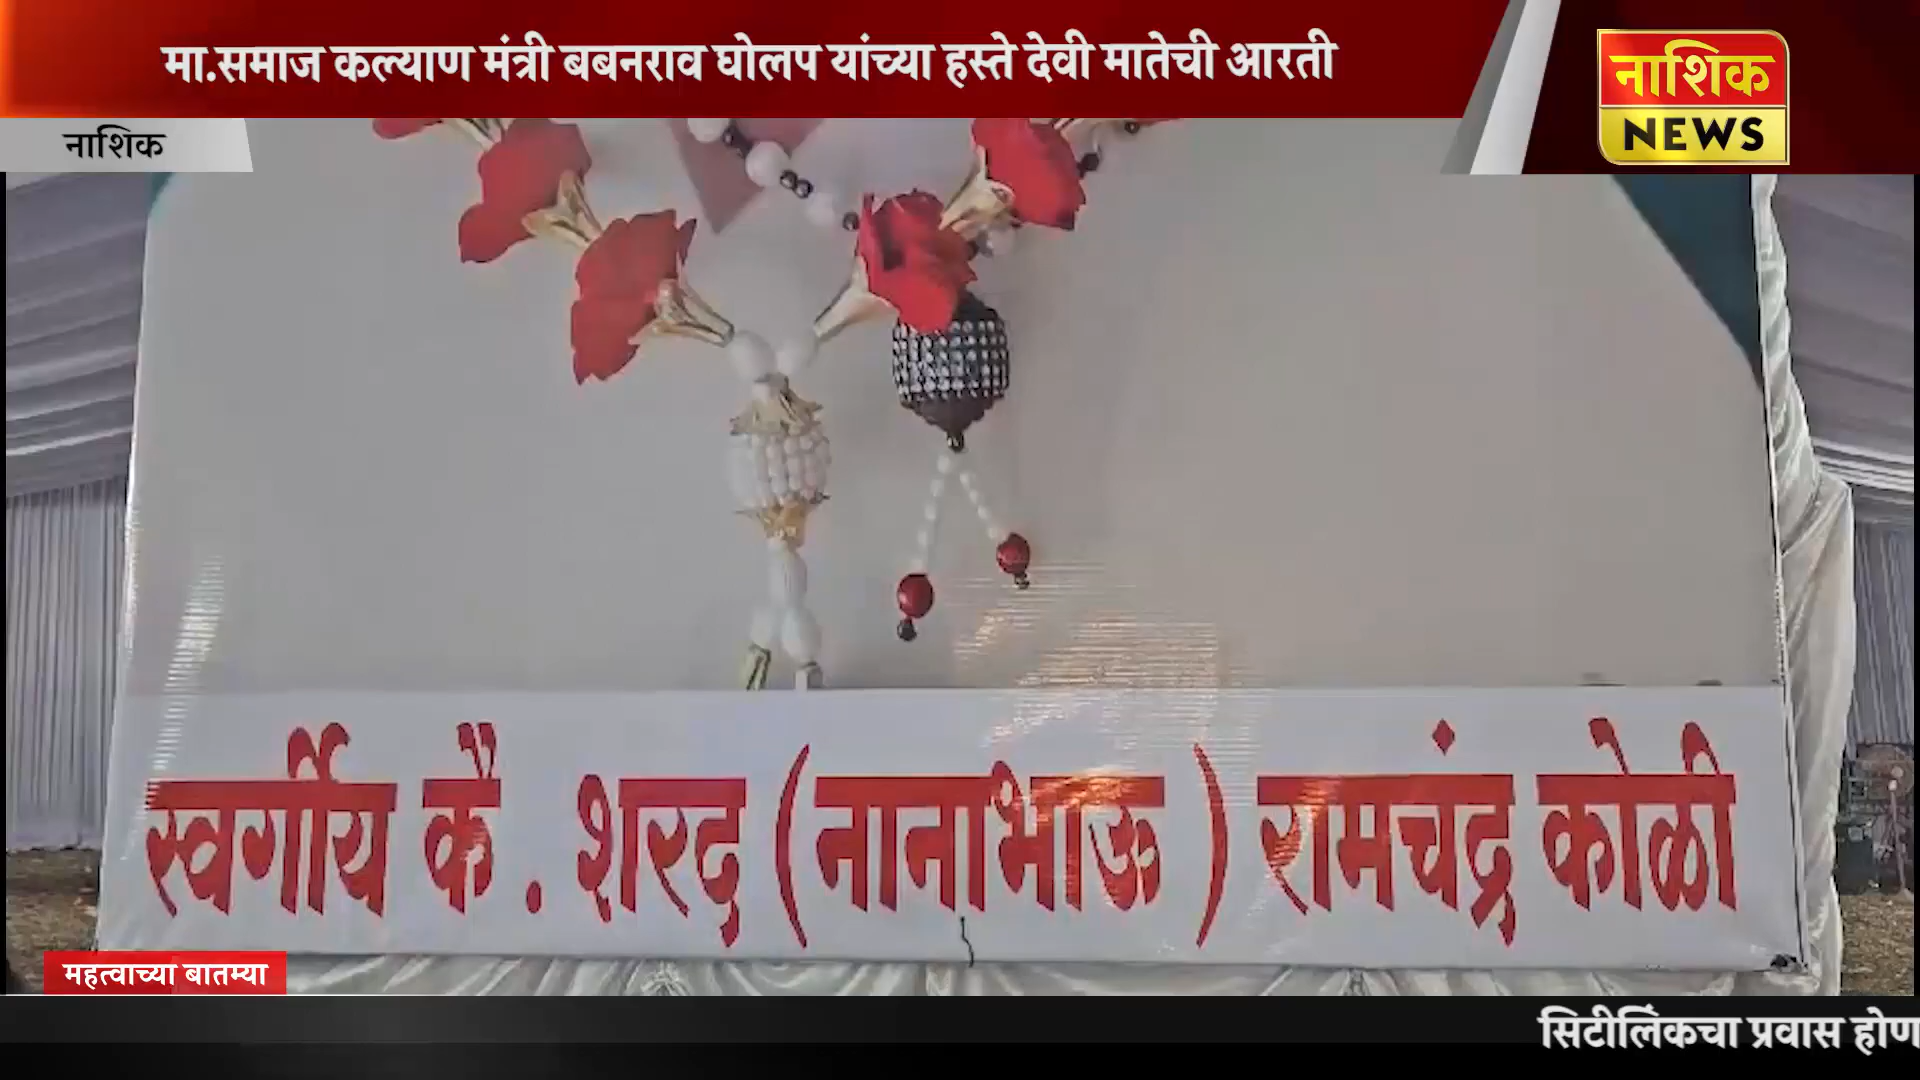 मा.समाज कल्याण मंत्री बबनराव घोलप यांच्या हस्ते देवी मातेची आरती
नाशिक
NEWS
नाशिक
स्वर्गीय कै . शरद ( नानाभाऊ ) रामचंद्र कोळी
महत्वाच्या बातम्या
सिटीलिंकचा प्रवास होण